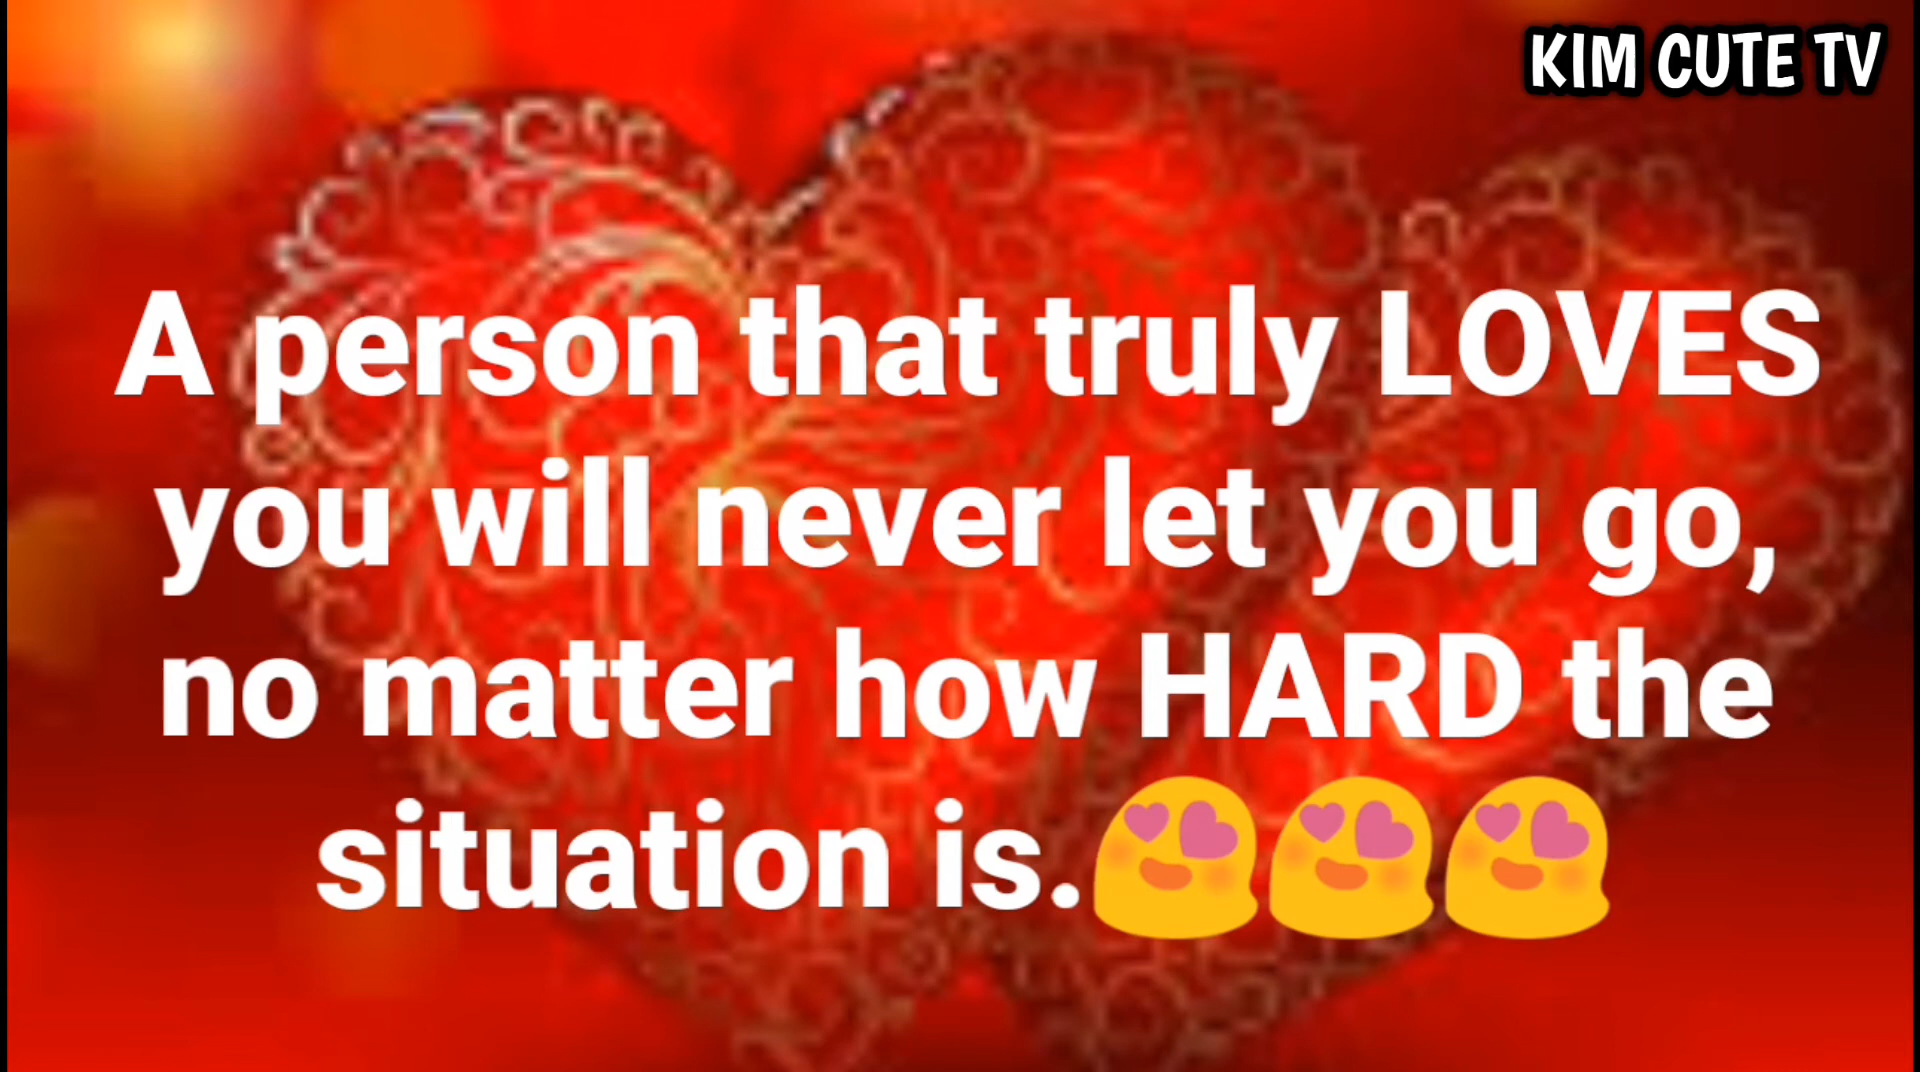 KIM CUTE TV
A person that truly LOVES
you will never let you go,
no matter how HARD the
situation is.😍😍😍